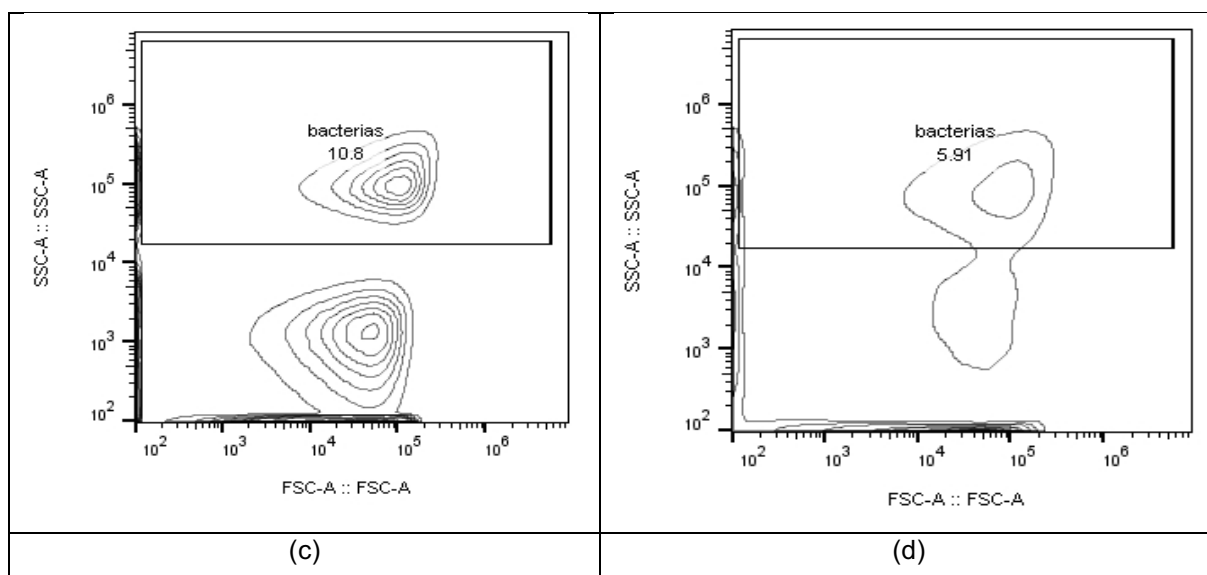 bacterias
10.8
SSC-A :: SSC-A
10^6
10^5
10^4
10^3
10^2
10^2 10^3 10^4 10^5 10^6
FSC-A :: FSC-A
(c)
bacterias
5.91
SSC-A :: SSC-A
10^6
10^5
10^4
10^3
10^2
10^2 10^3 10^4 10^5 10^6
FSC-A :: FSC-A
(d)